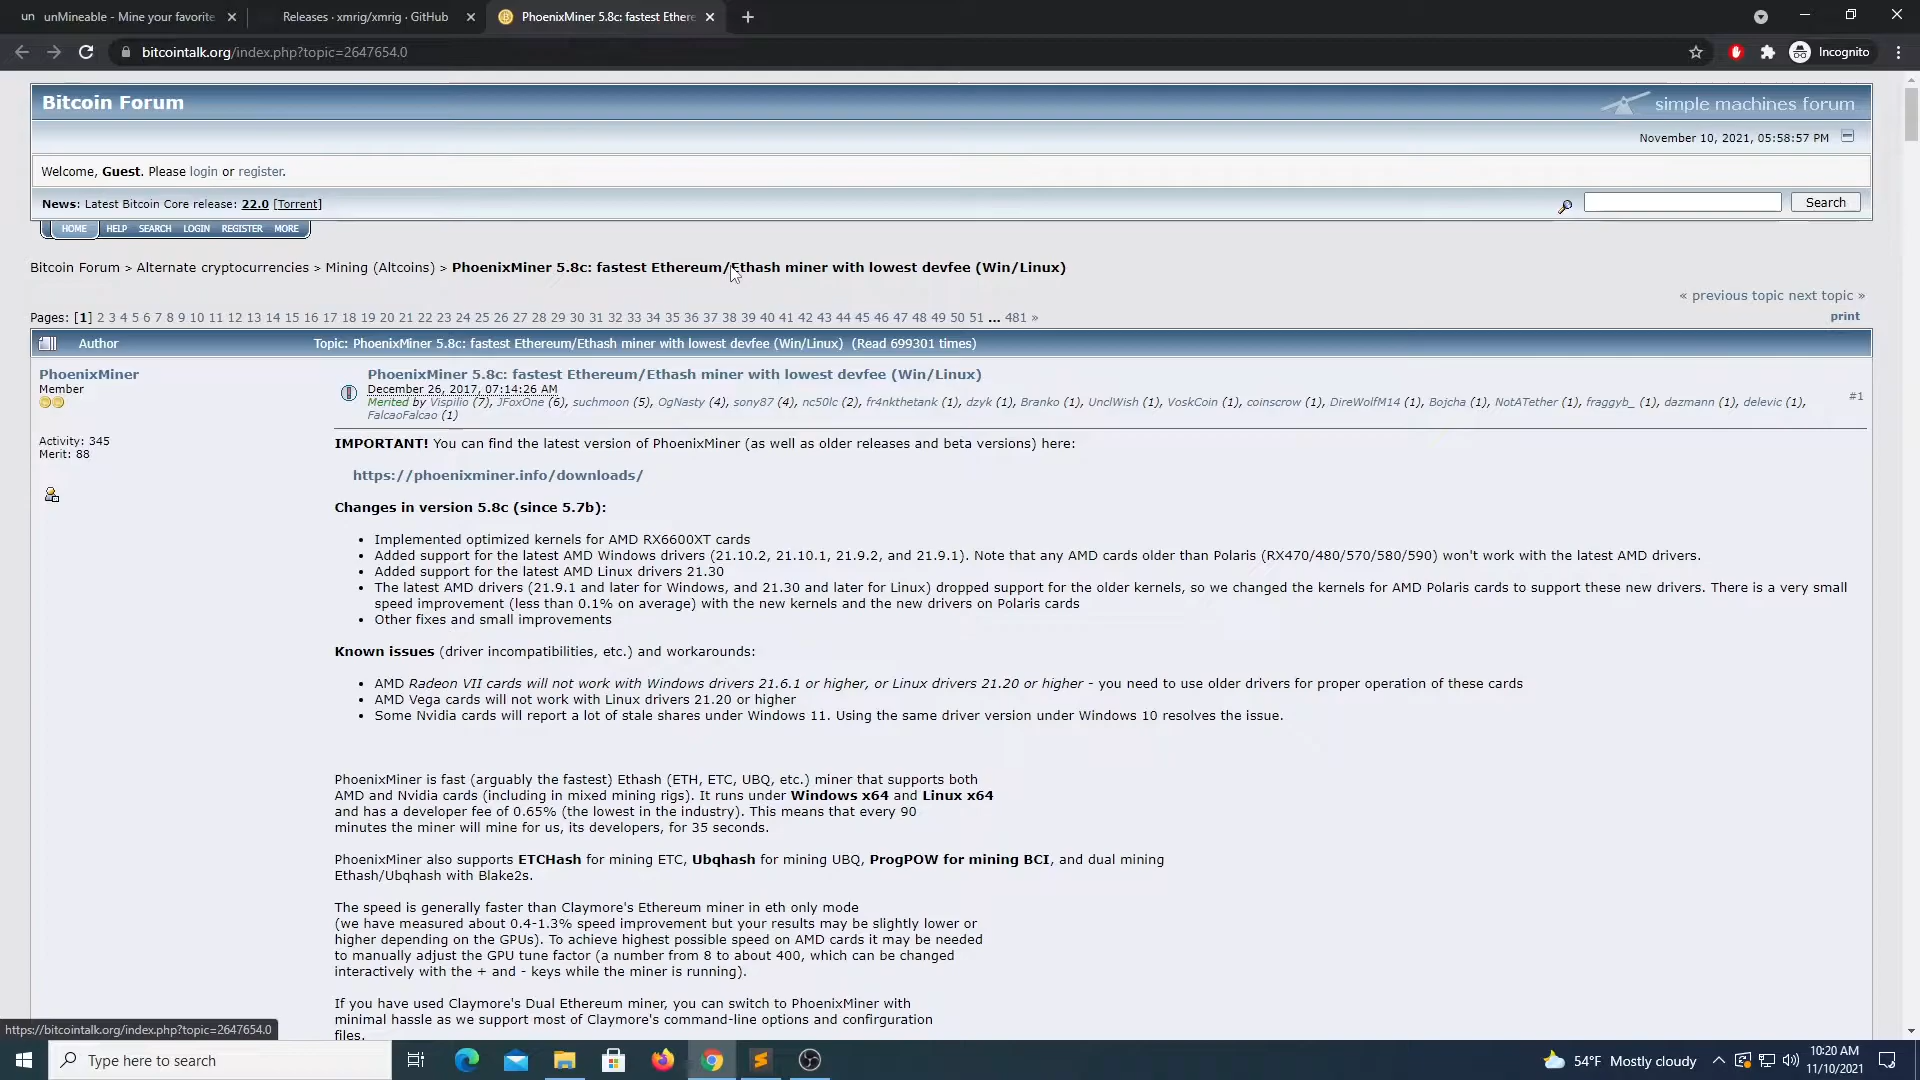 unMineable - Mine your favorite
Releases · xmrig/xmrig · GitHub
PhoenixMiner 5.8c: fastest Ethere
bitcointalk.org/index.php?topic=2647654.0
Incognito
Bitcoin Forum
simple machines forum
November 10, 2021, 05:58:57 PM
Welcome, Guest. Please login or register.
News: Latest Bitcoin Core release: 22.0 [Torrent]
Search
HOME HELP SEARCH LOGIN REGISTER MORE
Bitcoin Forum > Alternate cryptocurrencies > Mining (Altcoins) > PhoenixMiner 5.8c: fastest Ethereum/Ethash miner with lowest devfee (Win/Linux)
« previous topic next topic »
Pages: [1] 2 3 4 5 6 7 8 9 10 11 12 13 14 15 16 17 18 19 20 21 22 23 24 25 26 27 28 29 30 31 32 33 34 35 36 37 38 39 40 41 42 43 44 45 46 47 48 49 50 51 ... 481 »
print
Author
Topic: PhoenixMiner 5.8c: fastest Ethereum/Ethash miner with lowest devfee (Win/Linux) (Read 699301 times)
PhoenixMiner
Member
Activity: 345
Merit: 88
PhoenixMiner 5.8c: fastest Ethereum/Ethash miner with lowest devfee (Win/Linux)
December 26, 2017, 07:14:26 AM
#1
Merited by Vispilio (7), JFoxOne (6), suchmoon (5), OgNasty (4), sony87 (4), nc50lc (2), fr4nkthetank (1), dzyk (1), Branko (1), UnclWish (1), VoskCoin (1), coinscrow (1), DireWolfM14 (1), Bojcha (1), NotATether (1), fraggyb_ (1), dazmann (1), delevic (1),
FalcaoFalcao (1)
IMPORTANT! You can find the latest version of PhoenixMiner (as well as older releases and beta versions) here:
https://phoenixminer.info/downloads/
Changes in version 5.8c (since 5.7b):
• Implemented optimized kernels for AMD RX6600XT cards
• Added support for the latest AMD Windows drivers (21.10.2, 21.10.1, 21.9.2, and 21.9.1). Note that any AMD cards older than Polaris (RX470/480/570/580/590) won't work with the latest AMD drivers.
• Added support for the latest AMD Linux drivers 21.30
• The latest AMD drivers (21.9.1 and later for Windows, and 21.30 and later for Linux) dropped support for the older kernels, so we changed the kernels for AMD Polaris cards to support these new drivers. There is a very small
speed improvement (less than 0.1% on average) with the new kernels and the new drivers on Polaris cards
• Other fixes and small improvements
Known issues (driver incompatibilities, etc.) and workarounds:
• AMD Radeon VII cards will not work with Windows drivers 21.6.1 or higher, or Linux drivers 21.20 or higher - you need to use older drivers for proper operation of these cards
• AMD Vega cards will not work with Linux drivers 21.20 or higher
• Some Nvidia cards will report a lot of stale shares under Windows 11. Using the same driver version under Windows 10 resolves the issue.
PhoenixMiner is fast (arguably the fastest) Ethash (ETH, ETC, UBQ, etc.) miner that supports both
AMD and Nvidia cards (including in mixed mining rigs). It runs under Windows x64 and Linux x64
and has a developer fee of 0.65% (the lowest in the industry). This means that every 90
minutes the miner will mine for us, its developers, for 35 seconds.
PhoenixMiner also supports ETCHash for mining ETC, Ubqhash for mining UBQ, ProgPOW for mining BCI, and dual mining
Ethash/Ubqhash with Blake2s.
The speed is generally faster than Claymore's Ethereum miner in eth only mode
(we have measured about 0.4-1.3% speed improvement but your results may be slightly lower or
higher depending on the GPUs). To achieve highest possible speed on AMD cards it may be needed
to manually adjust the GPU tune factor (a number from 8 to about 400, which can be changed
interactively with the + and - keys while the miner is running).
If you have used Claymore's Dual Ethereum miner, you can switch to PhoenixMiner with
minimal hassle as we support most of Claymore's command-line options and confirguration
files.
https://bitcointalk.org/index.php?topic=2647654.0
Type here to search
54°F Mostly cloudy
10:20 AM
11/10/2021